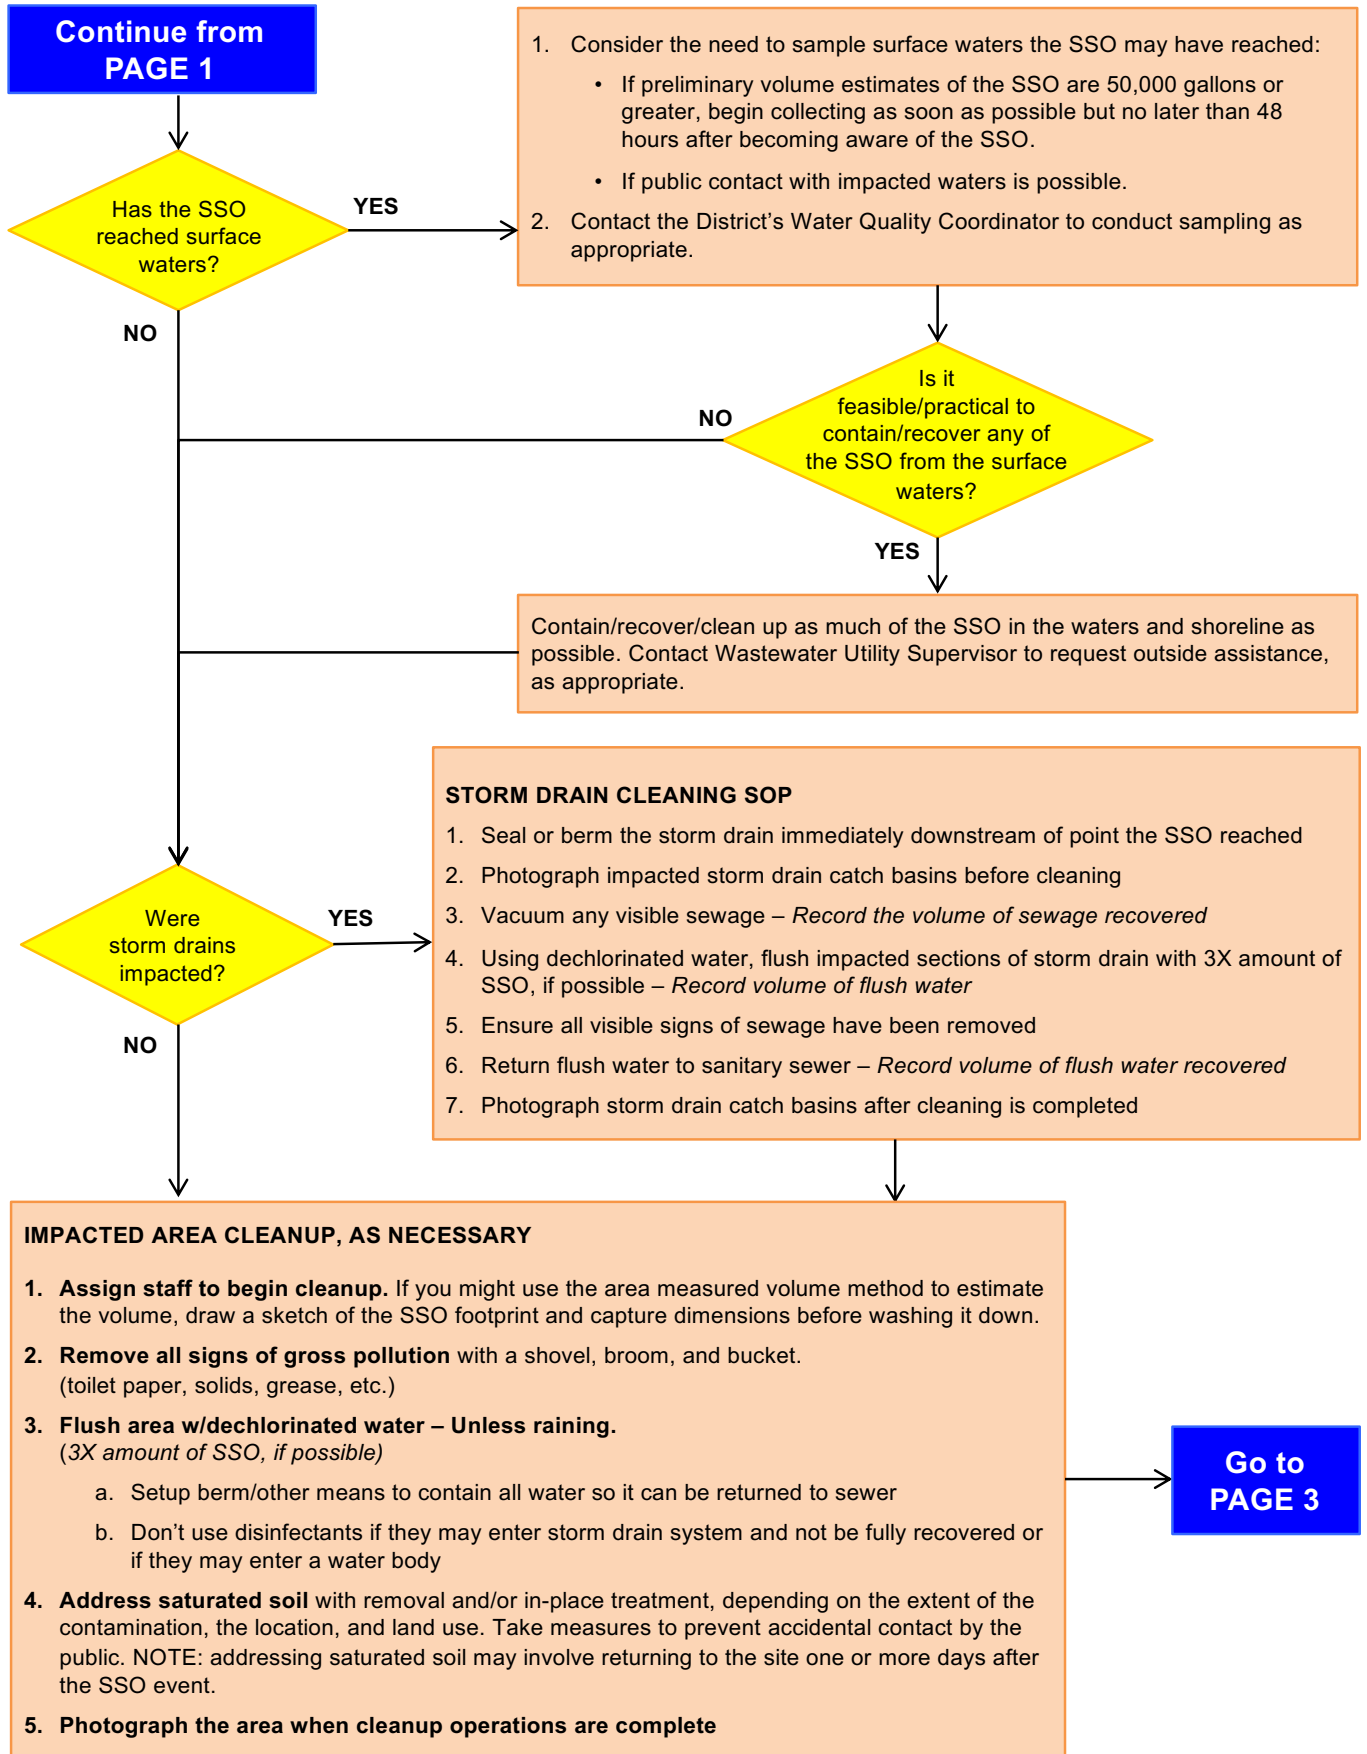 Continue from
PAGE 1
1. Consider the need to sample surface waters the SSO may have reached:
• If preliminary volume estimates of the SSO are 50,000 gallons or
greater, begin collecting as soon as possible but no later than 48
hours after becoming aware of the SSO.
• If public contact with impacted waters is possible.
2. Contact the District’s Water Quality Coordinator to conduct sampling as
appropriate.
Has the SSO
reached surface
waters?
YES
NO
Is it
feasible/practical to
contain/recover any of
the SSO from the surface
waters?
NO
YES
Contain/recover/clean up as much of the SSO in the waters and shoreline as
possible. Contact Wastewater Utility Supervisor to request outside assistance,
as appropriate.
STORM DRAIN CLEANING SOP
1. Seal or berm the storm drain immediately downstream of point the SSO reached
2. Photograph impacted storm drain catch basins before cleaning
3. Vacuum any visible sewage – Record the volume of sewage recovered
4. Using dechlorinated water, flush impacted sections of storm drain with 3X amount of
SSO, if possible – Record volume of flush water
5. Ensure all visible signs of sewage have been removed
6. Return flush water to sanitary sewer – Record volume of flush water recovered
7. Photograph storm drain catch basins after cleaning is completed
Were
storm drains
impacted?
YES
NO
IMPACTED AREA CLEANUP, AS NECESSARY
1. Assign staff to begin cleanup. If you might use the area measured volume method to estimate
the volume, draw a sketch of the SSO footprint and capture dimensions before washing it down.
2. Remove all signs of gross pollution with a shovel, broom, and bucket.
(toilet paper, solids, grease, etc.)
3. Flush area w/dechlorinated water – Unless raining.
(3X amount of SSO, if possible)
a. Setup berm/other means to contain all water so it can be returned to sewer
b. Don’t use disinfectants if they may enter storm drain system and not be fully recovered or
if they may enter a water body
4. Address saturated soil with removal and/or in-place treatment, depending on the extent of the
contamination, the location, and land use. Take measures to prevent accidental contact by the
public. NOTE: addressing saturated soil may involve returning to the site one or more days after
the SSO event.
5. Photograph the area when cleanup operations are complete
Go to
PAGE 3